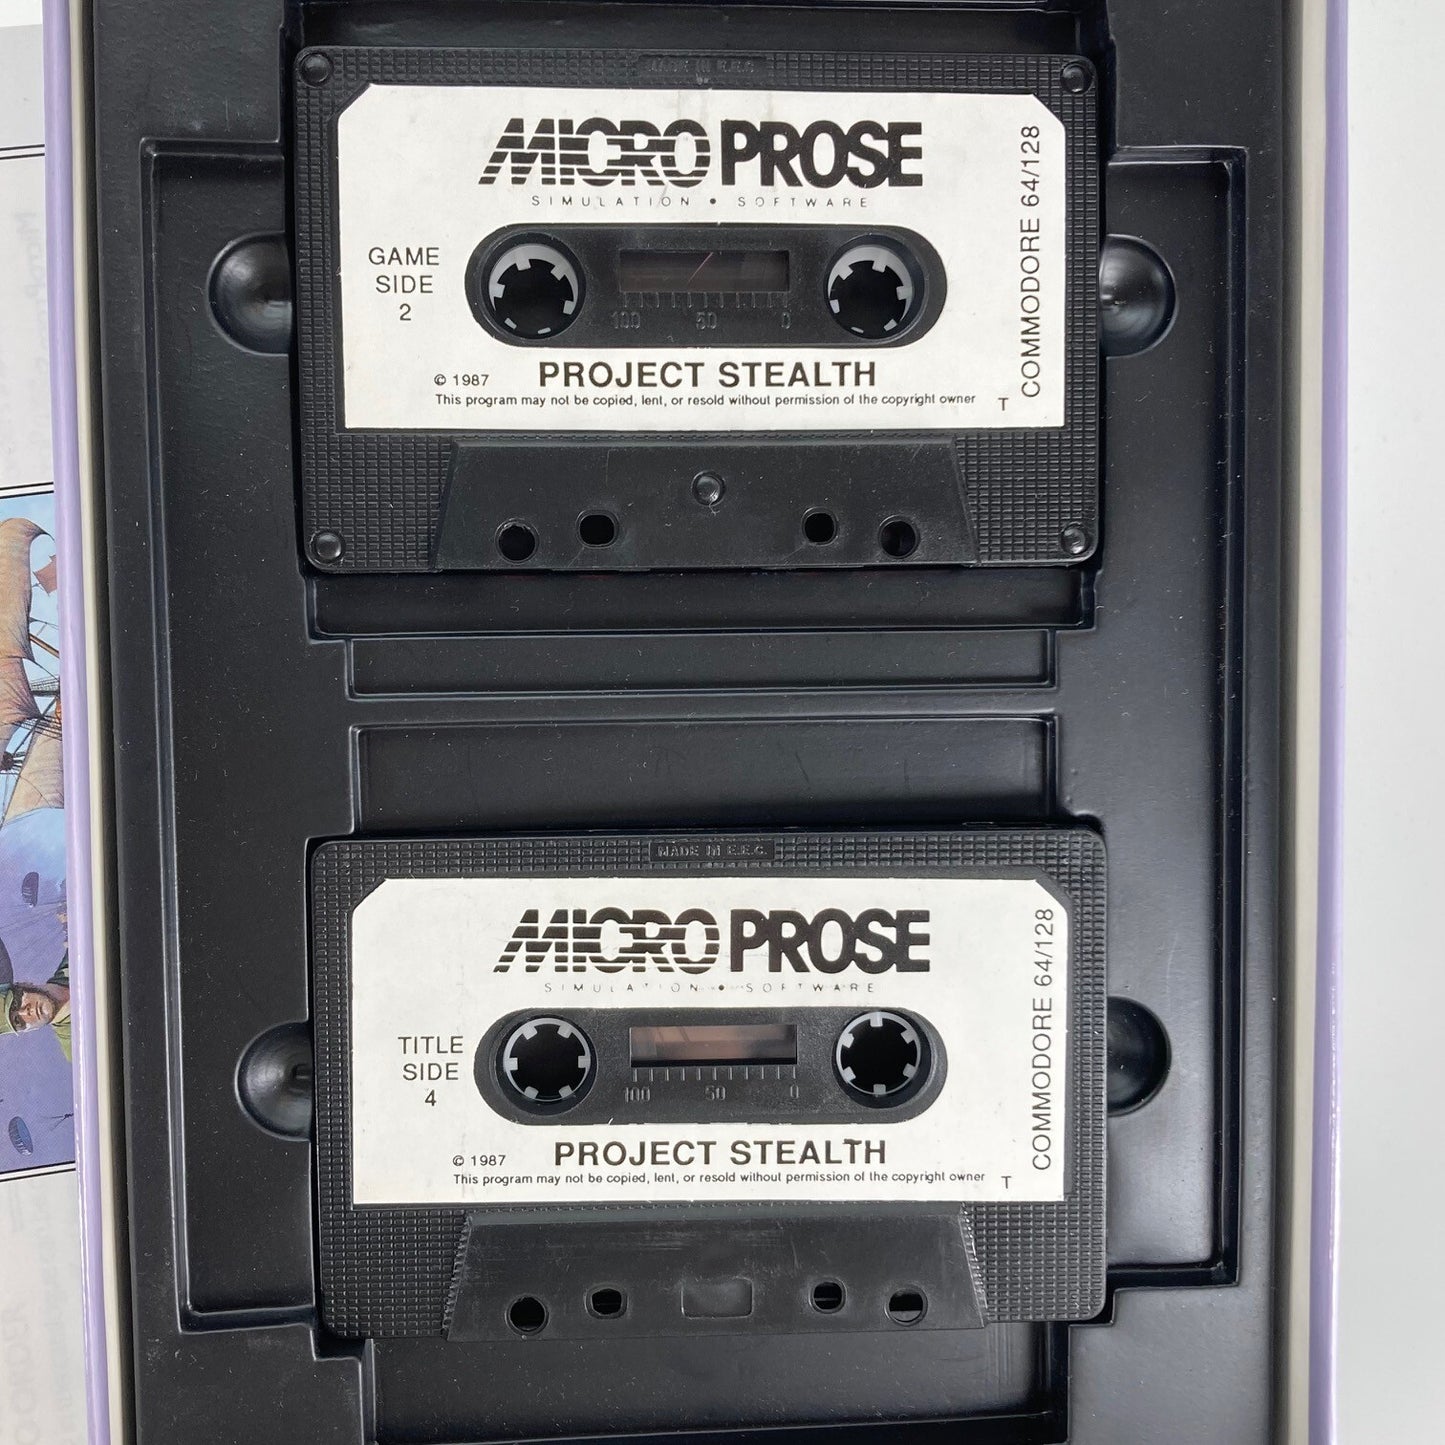 MADE IN E.E.C.
MICRO PROSE
SIMULATION • SOFTWARE
GAME
SIDE
2
100 50 0
COMMODORE 64/128
© 1987 PROJECT STEALTH
This program may not be copied, lent, or resold without permission of the copyright owner
T
MADE IN E.E.C.
MICRO PROSE
SIMULATION • SOFTWARE
TITLE
SIDE
4
100 50 0
COMMODORE 64/128
© 1987 PROJECT STEALTH
This program may not be copied, lent, or resold without permission of the copyright owner
T